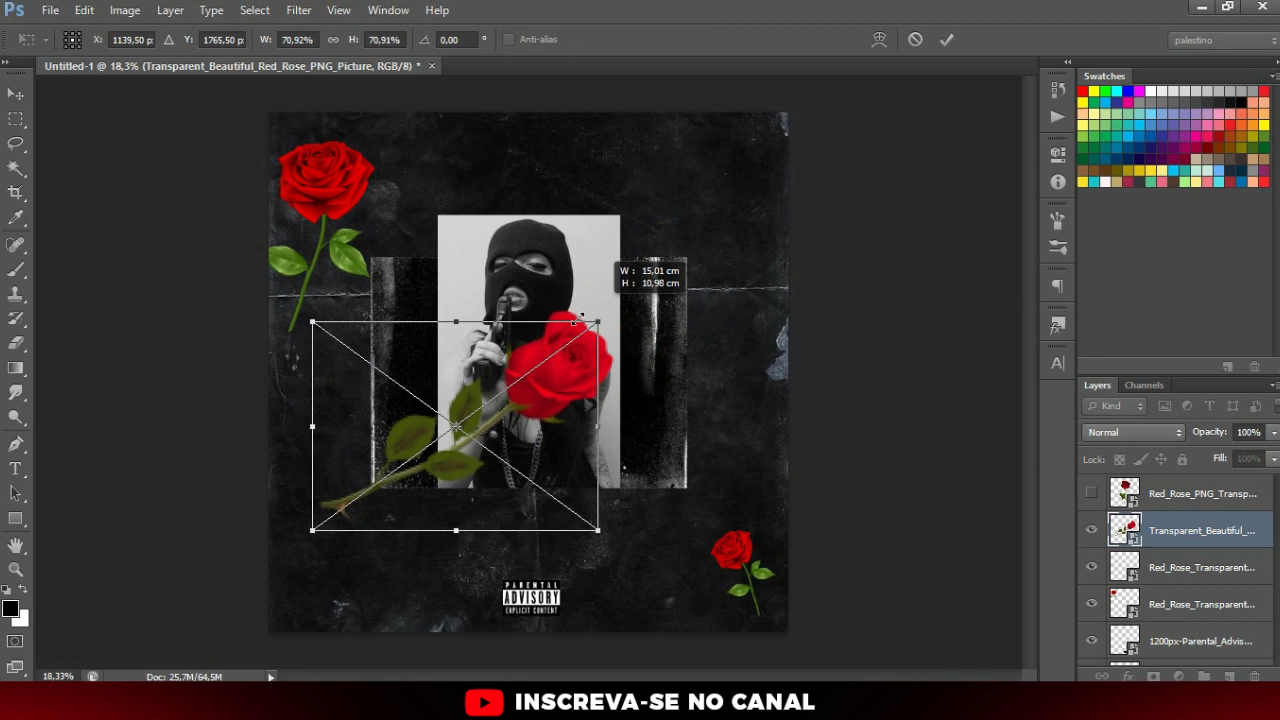 Ps File Edit Image Layer Type Select Filter View Window Help
X: 1139,50 p: Y: 1765,50 p: W: 70,92% H: 70,91% 0,00 ° Anti-alias palestino
Untitled-1 @ 18,3% (Transparent_Beautiful_Red_Rose_PNG_Picture, RGB/8) * ×
Swatches
W : 15,01 cm
H : 10,98 cm
Layers Channels
Kind
Normal Opacity: 100%
Lock: Fill: 100%
Red_Rose_PNG_Transp...
Transparent_Beautiful_...
Red_Rose_Transparent...
Red_Rose_Transparent...
1200px-Parental_Advis...
PARENTAL
ADVISORY
EXPLICIT CONTENT
18,33% Doc: 25,7M/64,5M
INSCREVA-SE NO CANAL